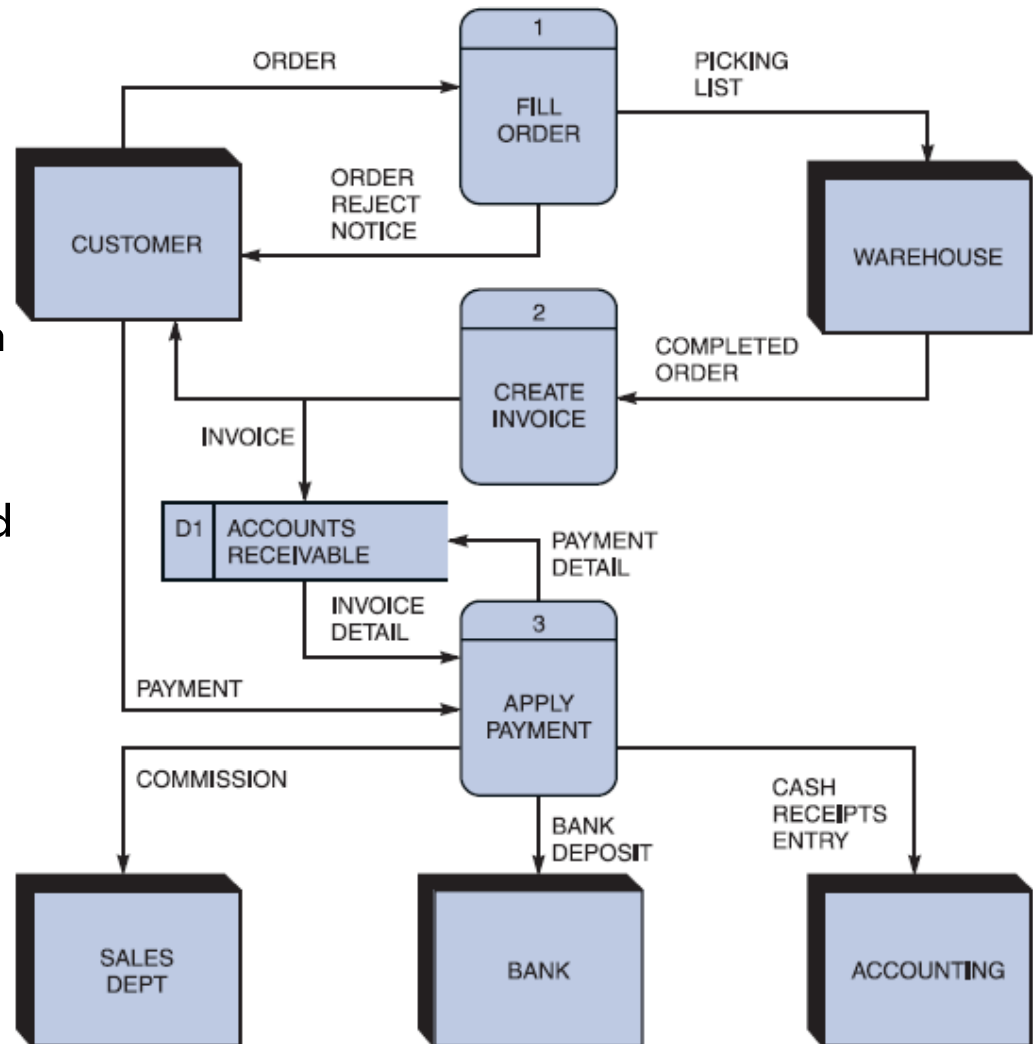 1
FILL
ORDER
ORDER
PICKING
LIST
ORDER
REJECT
NOTICE
CUSTOMER
WAREHOUSE
n
2
CREATE
INVOICE
COMPLETED
ORDER
INVOICE
d
D1
ACCOUNTS
RECEIVABLE
PAYMENT
DETAIL
INVOICE
DETAIL
3
APPLY
PAYMENT
PAYMENT
COMMISSION
BANK
DEPOSIT
CASH
RECEIPTS
ENTRY
SALES
DEPT
BANK
ACCOUNTING